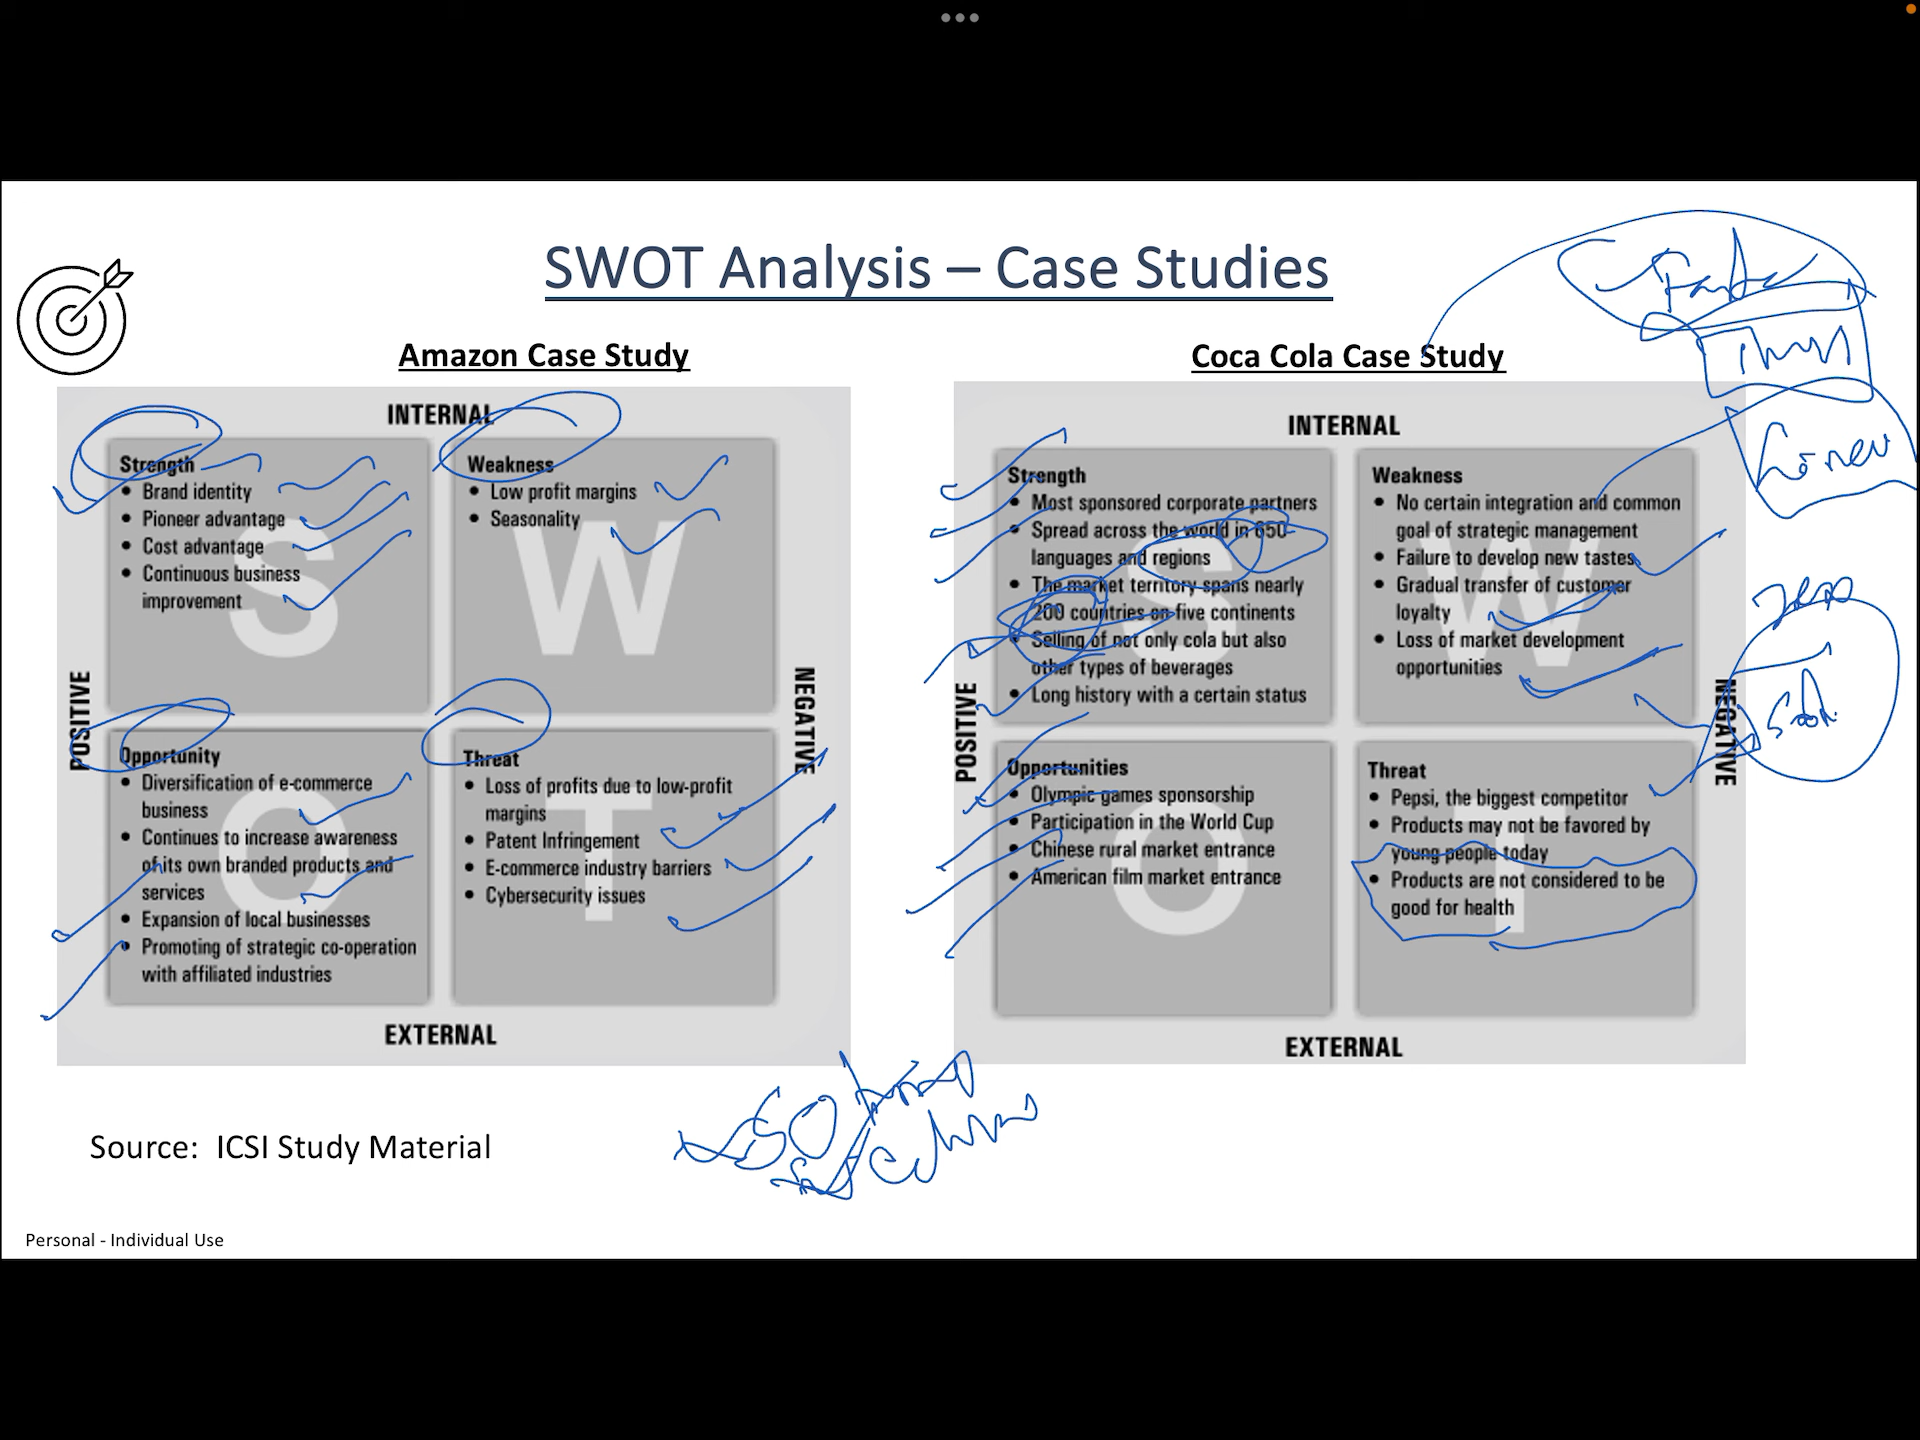 SWOT Analysis – Case Studies
Amazon Case Study
INTERNAL
Strength
• Brand identity
• Pioneer advantage
• Cost advantage
• Continuous business
improvement
Weakness
• Low profit margins
• Seasonality
POSITIVE
NEGATIVE
Opportunity
• Diversification of e-commerce
business
• Continues to increase awareness
of its own branded products and
services
• Expansion of local businesses
• Promoting of strategic co-operation
with affiliated industries
Threat
• Loss of profits due to low-profit
margins
• Patent Infringement
• E-commerce industry barriers
• Cybersecurity issues
EXTERNAL
Coca Cola Case Study
INTERNAL
Strength
• Most sponsored corporate partners
• Spread across the world in 650
languages and regions
• The market territory spans nearly
200 countries on five continents
• Selling of not only cola but also
other types of beverages
• Long history with a certain status
Weakness
• No certain integration and common
goal of strategic management
• Failure to develop new tastes
• Gradual transfer of customer
loyalty
• Loss of market development
opportunities
POSITIVE
NEGATIVE
Opportunities
• Olympic games sponsorship
• Participation in the World Cup
• Chinese rural market entrance
• American film market entrance
Threat
• Pepsi, the biggest competitor
• Products may not be favored by
young people today
• Products are not considered to be
good for health
EXTERNAL
Source: ICSI Study Material
Personal - Individual Use